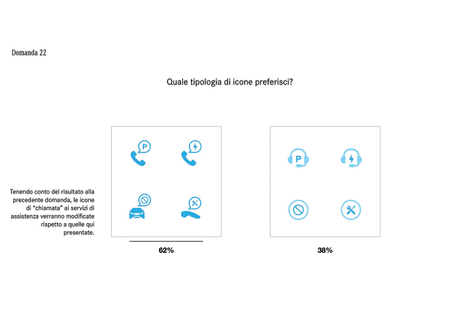 Domanda 22
Quale tipologia di icone preferisci?
P
P
Tenendo conto del risultato alla
precedente domanda, le icone
di "chiamata" ai servizi di
assistenza verranno modificate
rispetto a quelle qui
presentate.
62%
38%